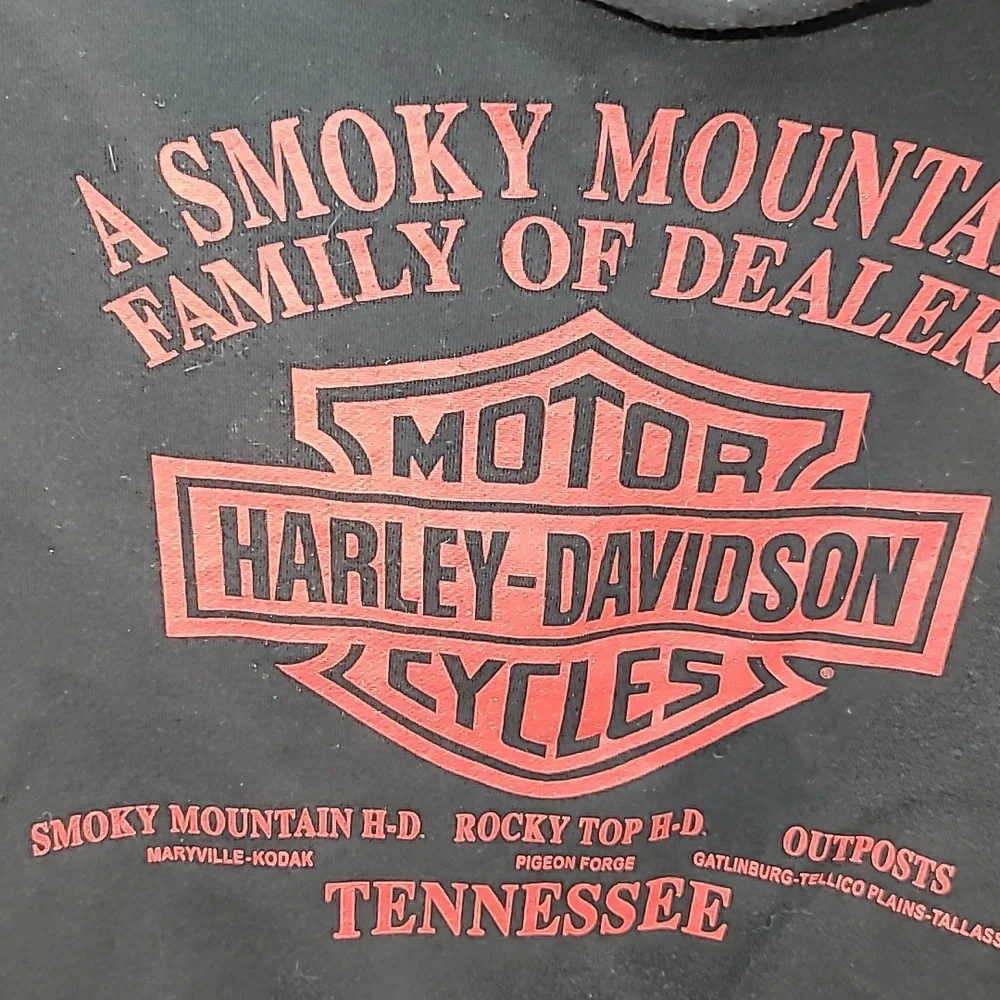 A SMOKY MOUNTA
FAMILY OF DEALER
MOTOR
HARLEY-DAVIDSON
CYCLES
®
SMOKY MOUNTAIN H-D. ROCKY TOP H-D. OUTPOSTS
MARYVILLE-KODAK PIGEON FORGE GATLINBURG-TELLICO PLAINS-TALLASS
TENNESSEE